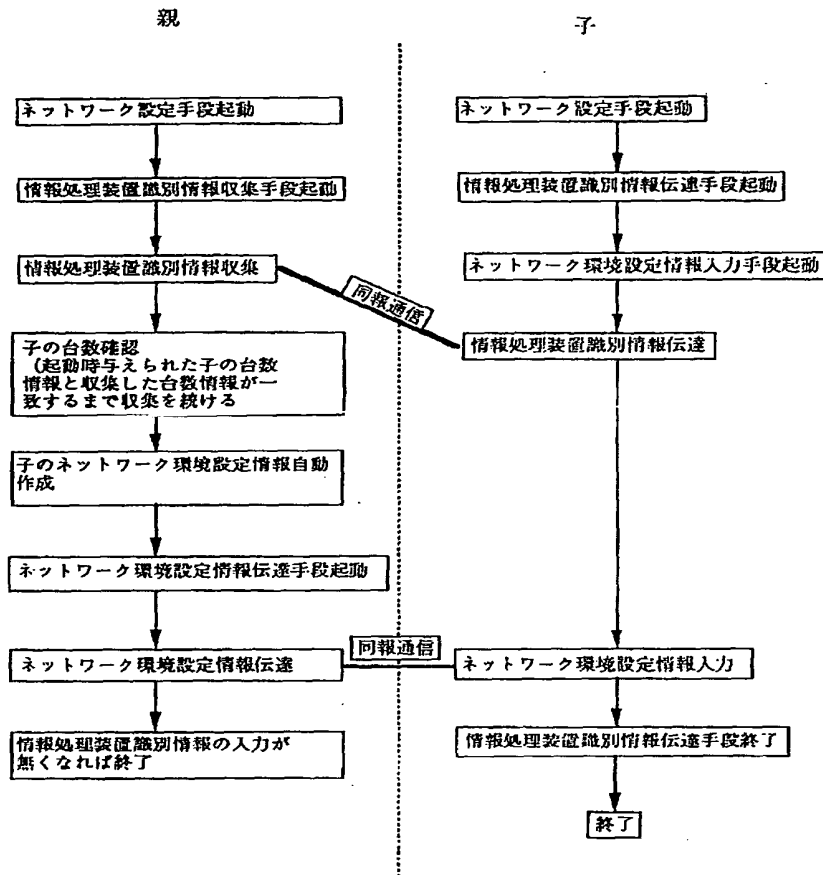 親
子
ネットワーク設定手段起動
情報処理装置識別情報収集手段起動
情報処理装置識別情報収集
子の台数確認
(起動時与えられた子の台数
情報と収集した台数情報が一
致するまで収集を続ける
子のネットワーク環境設定情報自動
作成
ネットワーク環境設定情報伝達手段起動
ネットワーク環境設定情報伝達
情報処理装置識別情報の入力が
無くなれば終了
同報通信
同報通信
ネットワーク設定手段起動
情報処理装置識別情報伝達手段起動
ネットワーク環境設定情報入力手段起動
情報処理装置識別情報伝達
ネットワーク環境設定情報入力
情報処理装置識別情報伝達手段終了
終了